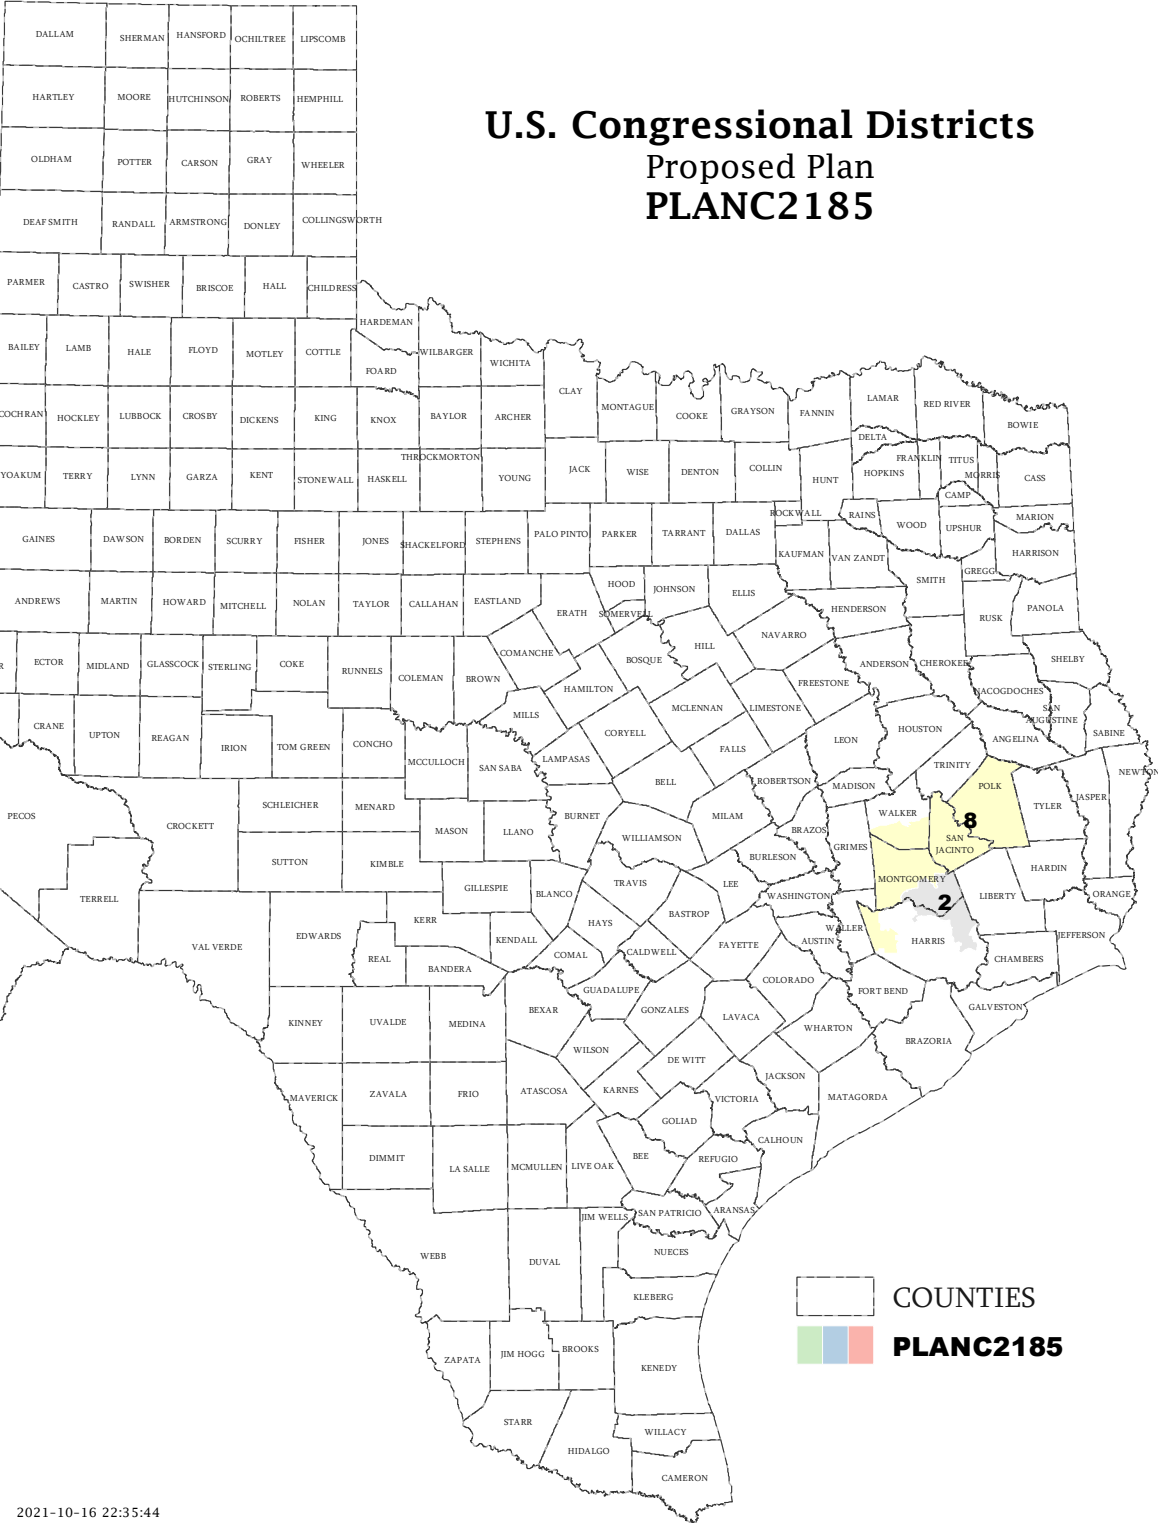 U.S. Congressional Districts
Proposed Plan
PLANC2185
DALLAM SHERMAN HANSFORD OCHILTREE LIPSCOMB
HARTLEY MOORE HUTCHINSON ROBERTS HEMPHILL
OLDHAM POTTER CARSON GRAY WHEELER
DEAF SMITH RANDALL ARMSTRONG DONLEY COLLINGSWORTH
PARMER CASTRO SWISHER BRISCOE HALL CHILDRESS
HARDEMAN
BAILEY LAMB HALE FLOYD MOTLEY COTTLE WILBARGER WICHITA
FOARD
CLAY
COCHRAN HOCKLEY LUBBOCK CROSBY DICKENS KING KNOX BAYLOR ARCHER MONTAGUE COOKE GRAYSON FANNIN LAMAR RED RIVER BOWIE
DELTA
THROCKMORTON FRANKLIN TITUS
YOAKUM TERRY LYNN GARZA KENT STONEWALL HASKELL YOUNG JACK WISE DENTON COLLIN HUNT HOPKINS MORRIS CASS
CAMP
ROCKWALL RAINS WOOD UPSHUR MARION
GAINES DAWSON BORDEN SCURRY FISHER JONES SHACKELFORD STEPHENS PALO PINTO PARKER TARRANT DALLAS KAUFMAN VAN ZANDT HARRISON
GREGG
SMITH
ANDREWS MARTIN HOWARD MITCHELL NOLAN TAYLOR CALLAHAN EASTLAND ERATH HOOD JOHNSON ELLIS HENDERSON RUSK PANOLA
SOMERVELL
NAVARRO
R ECTOR MIDLAND GLASSCOCK STERLING COKE RUNNELS COLEMAN BROWN COMANCHE BOSQUE HILL ANDERSON CHEROKEE SHELBY
HAMILTON FREESTONE NACOGDOCHES
MILLS MCLENNAN LIMESTONE SAN
AUGUSTINE
CRANE UPTON REAGAN IRION TOM GREEN CONCHO CORYELL FALLS LEON HOUSTON ANGELINA SABINE
MCCULLOCH SAN SABA LAMPASAS TRINITY NEWTON
BELL ROBERTSON MADISON POLK
SCHLEICHER MENARD TYLER JASPER
PECOS CROCKETT MASON LLANO BURNET WILLIAMSON MILAM BRAZOS WALKER
8
SAN
JACINTO
GRIMES
SUTTON KIMBLE BURLESON HARDIN
TERRELL GILLESPIE BLANCO TRAVIS LEE WASHINGTON MONTGOMERY LIBERTY ORANGE
2
VAL VERDE EDWARDS KERR KENDALL HAYS BASTROP FAYETTE AUSTIN WALLER HARRIS JEFFERSON
REAL BANDERA COMAL CALDWELL CHAMBERS
GUADALUPE COLORADO FORT BEND
KINNEY UVALDE MEDINA BEXAR GONZALES LAVACA WHARTON GALVESTON
WILSON BRAZORIA
DE WITT
MAVERICK ZAVALA FRIO ATASCOSA KARNES JACKSON MATAGORDA
VICTORIA
GOLIAD
CALHOUN
DIMMIT LA SALLE MCMULLEN LIVE OAK BEE REFUGIO
JIM WELLS SAN PATRICIO ARANSAS
WEBB DUVAL NUECES
KLEBERG
ZAPATA JIM HOGG BROOKS KENEDY
STARR HIDALGO WILLACY
CAMERON
COUNTIES
PLANC2185
2021-10-16 22:35:44